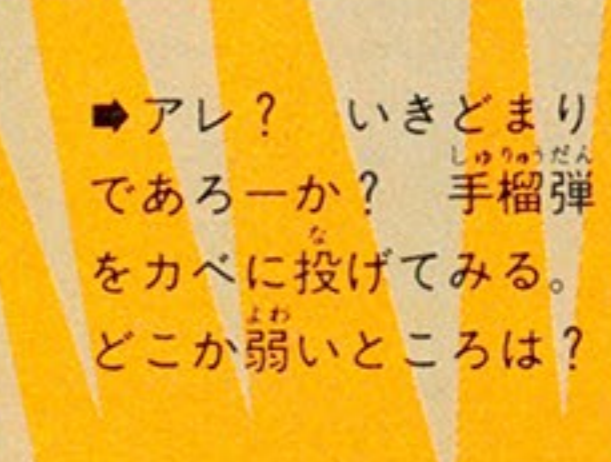 ➡アレ？　いきどまり
であろーか？　手榴弾
をカベに投げてみる。
どこか弱いところは？